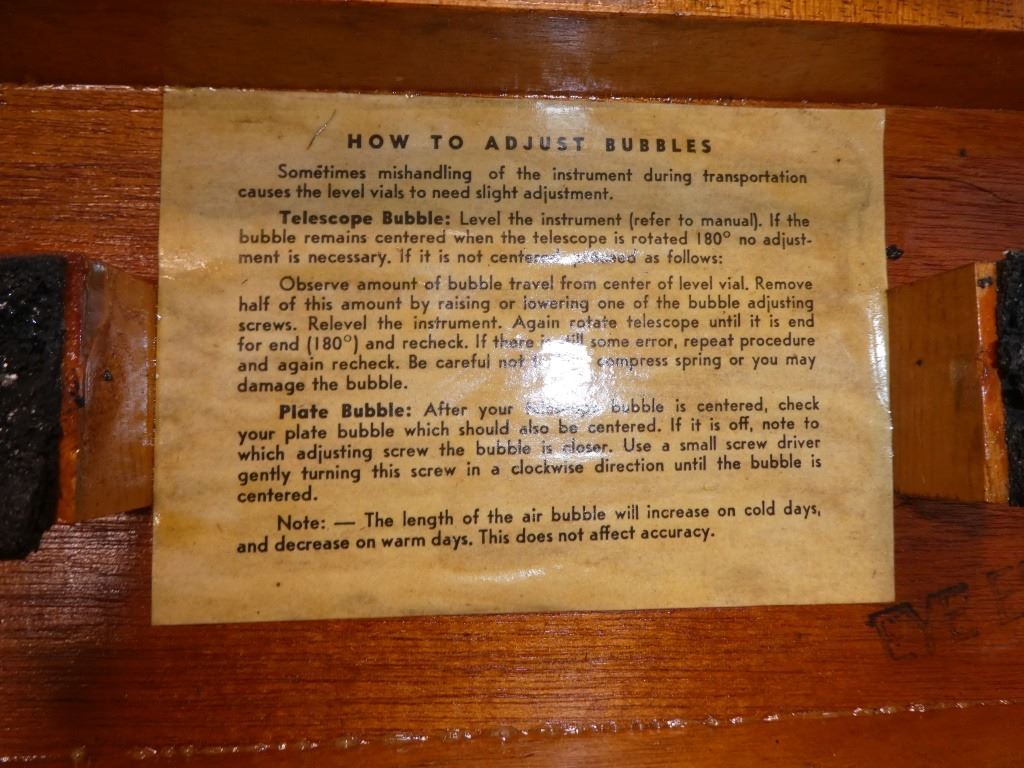 HOW TO ADJUST BUBBLES
Sometimes mishandling of the instrument during transportation
causes the level vials to need slight adjustment.
Telescope Bubble: Level the instrument (refer to manual). If the
bubble remains centered when the telescope is rotated 180° no adjust-
ment is necessary. If it is not centered proceed as follows:
Observe amount of bubble travel from center of level vial. Remove
half of this amount by raising or lowering one of the bubble adjusting
screws. Relevel the instrument. Again rotate telescope until it is end
for end (180°) and recheck. If there is still some error, repeat procedure
and again recheck. Be careful not compress spring or you may
damage the bubble.
Plate Bubble: After your telescope bubble is centered, check
your plate bubble which should also be centered. If it is off, note to
which adjusting screw the bubble is closer. Use a small screw driver
gently turning this screw in a clockwise direction until the bubble is
centered.
Note: — The length of the air bubble will increase on cold days,
and decrease on warm days. This does not affect accuracy.
EYE